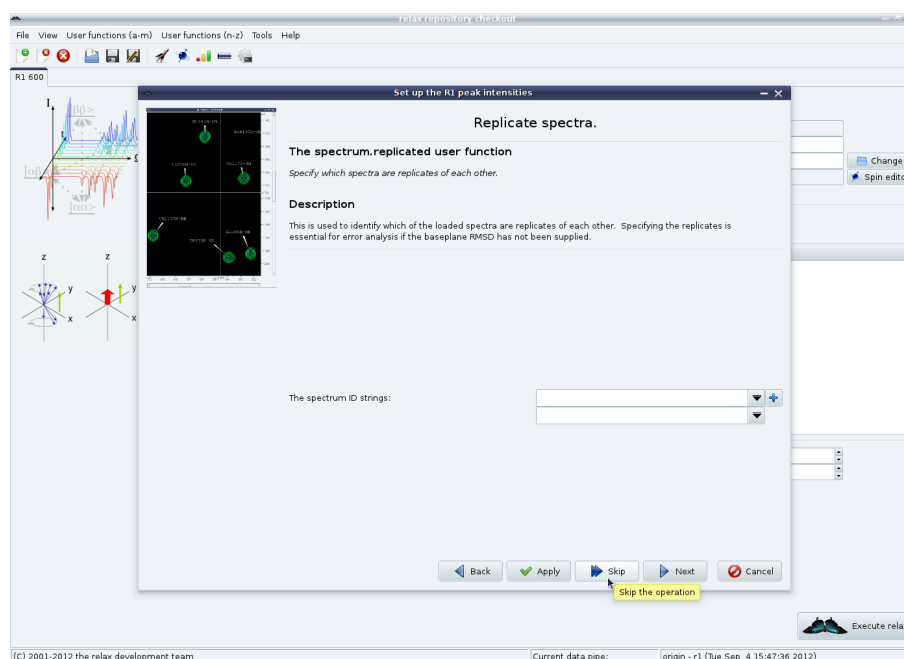 relax repository checkout
File View User functions (a-m) User functions (n-z) Tools Help
R1 600
Set up the R1 peak intensities
Replicate spectra.
The spectrum.replicated user function
Specify which spectra are replicates of each other.
Description
This is used to identify which of the loaded spectra are replicates of each other. Specifying the replicates is
essential for error analysis if the baseplane RMSD has not been supplied.
I
t
|ββ>
|αβ
|αα>
Change
Spin edito
z z
y y
x x
The spectrum ID strings:
Back Apply Skip Next Cancel
Skip the operation
Execute rela
(C) 2001-2012 the relax development team Current data pipe: origin - r1 (Tue Sep 4 15:47:36 2012)